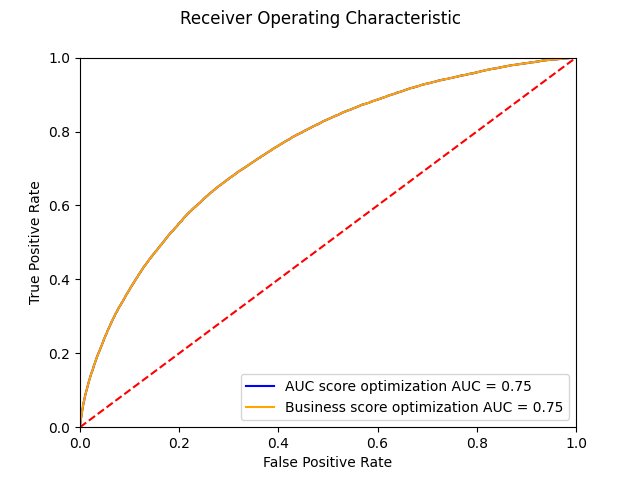 Receiver Operating Characteristic
1.0
0.8
0.6
0.4
0.2
0.0
True Positive Rate
AUC score optimization AUC = 0.75
Business score optimization AUC = 0.75
0.0 0.2 0.4 0.6 0.8 1.0
False Positive Rate